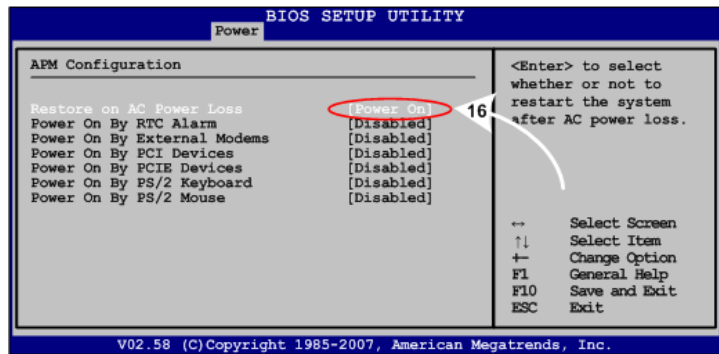 BIOS SETUP UTILITY
Power
APM Configuration
Restore on AC Power Loss [Power On]
Power On By RTC Alarm [Disabled]
Power On By External Modems [Disabled]
Power On By PCI Devices [Disabled]
Power On By PCIE Devices [Disabled]
Power On By PS/2 Keyboard [Disabled]
Power On By PS/2 Mouse [Disabled]
16
<Enter> to select
whether or not to
restart the system
after AC power loss.
↔ Select Screen
↑↓ Select Item
+- Change Option
F1 General Help
F10 Save and Exit
ESC Exit
V02.58 (C)Copyright 1985-2007, American Megatrends, Inc.